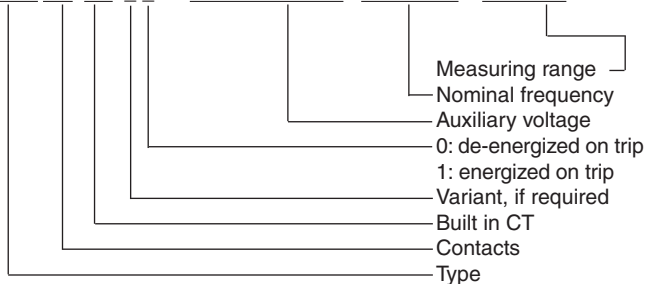 Measuring range
Nominal frequency
Auxiliary voltage
0: de-energized on trip
1: energized on trip
Variant, if required
Built in CT
Contacts
Type